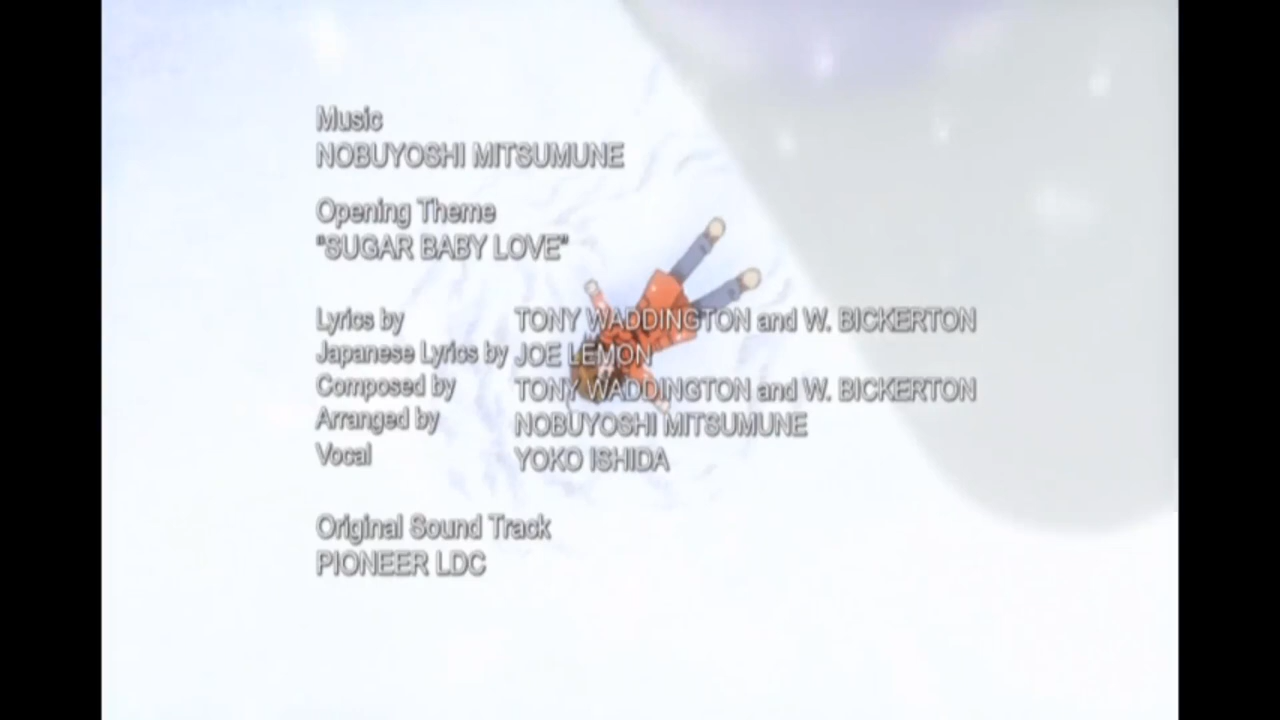 Music
NOBUYOSHI MITSUMUNE
Opening Theme
"SUGAR BABY LOVE"
Lyrics by TONY WADDINGTON and W. BICKERTON
Japanese Lyrics by JOE LEMON
Composed by TONY WADDINGTON and W. BICKERTON
Arranged by NOBUYOSHI MITSUMUNE
Vocal YOKO ISHIDA
Original Sound Track
PIONEER LDC